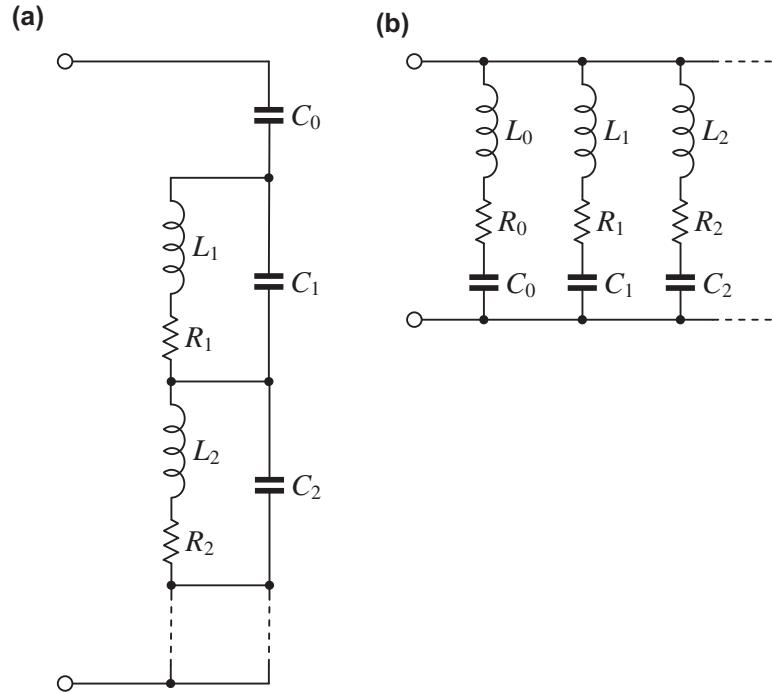 (a)
C₀
L₁
C₁
R₁
L₂
C₂
R₂
(b)
L₀ L₁ L₂
R₀ R₁ R₂
C₀ C₁ C₂